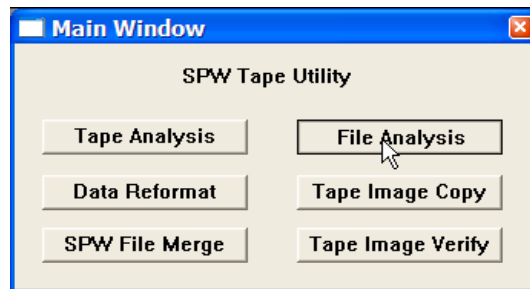 Main Window
SPW Tape Utility
Tape Analysis File Analysis
Data Reformat Tape Image Copy
SPW File Merge Tape Image Verify